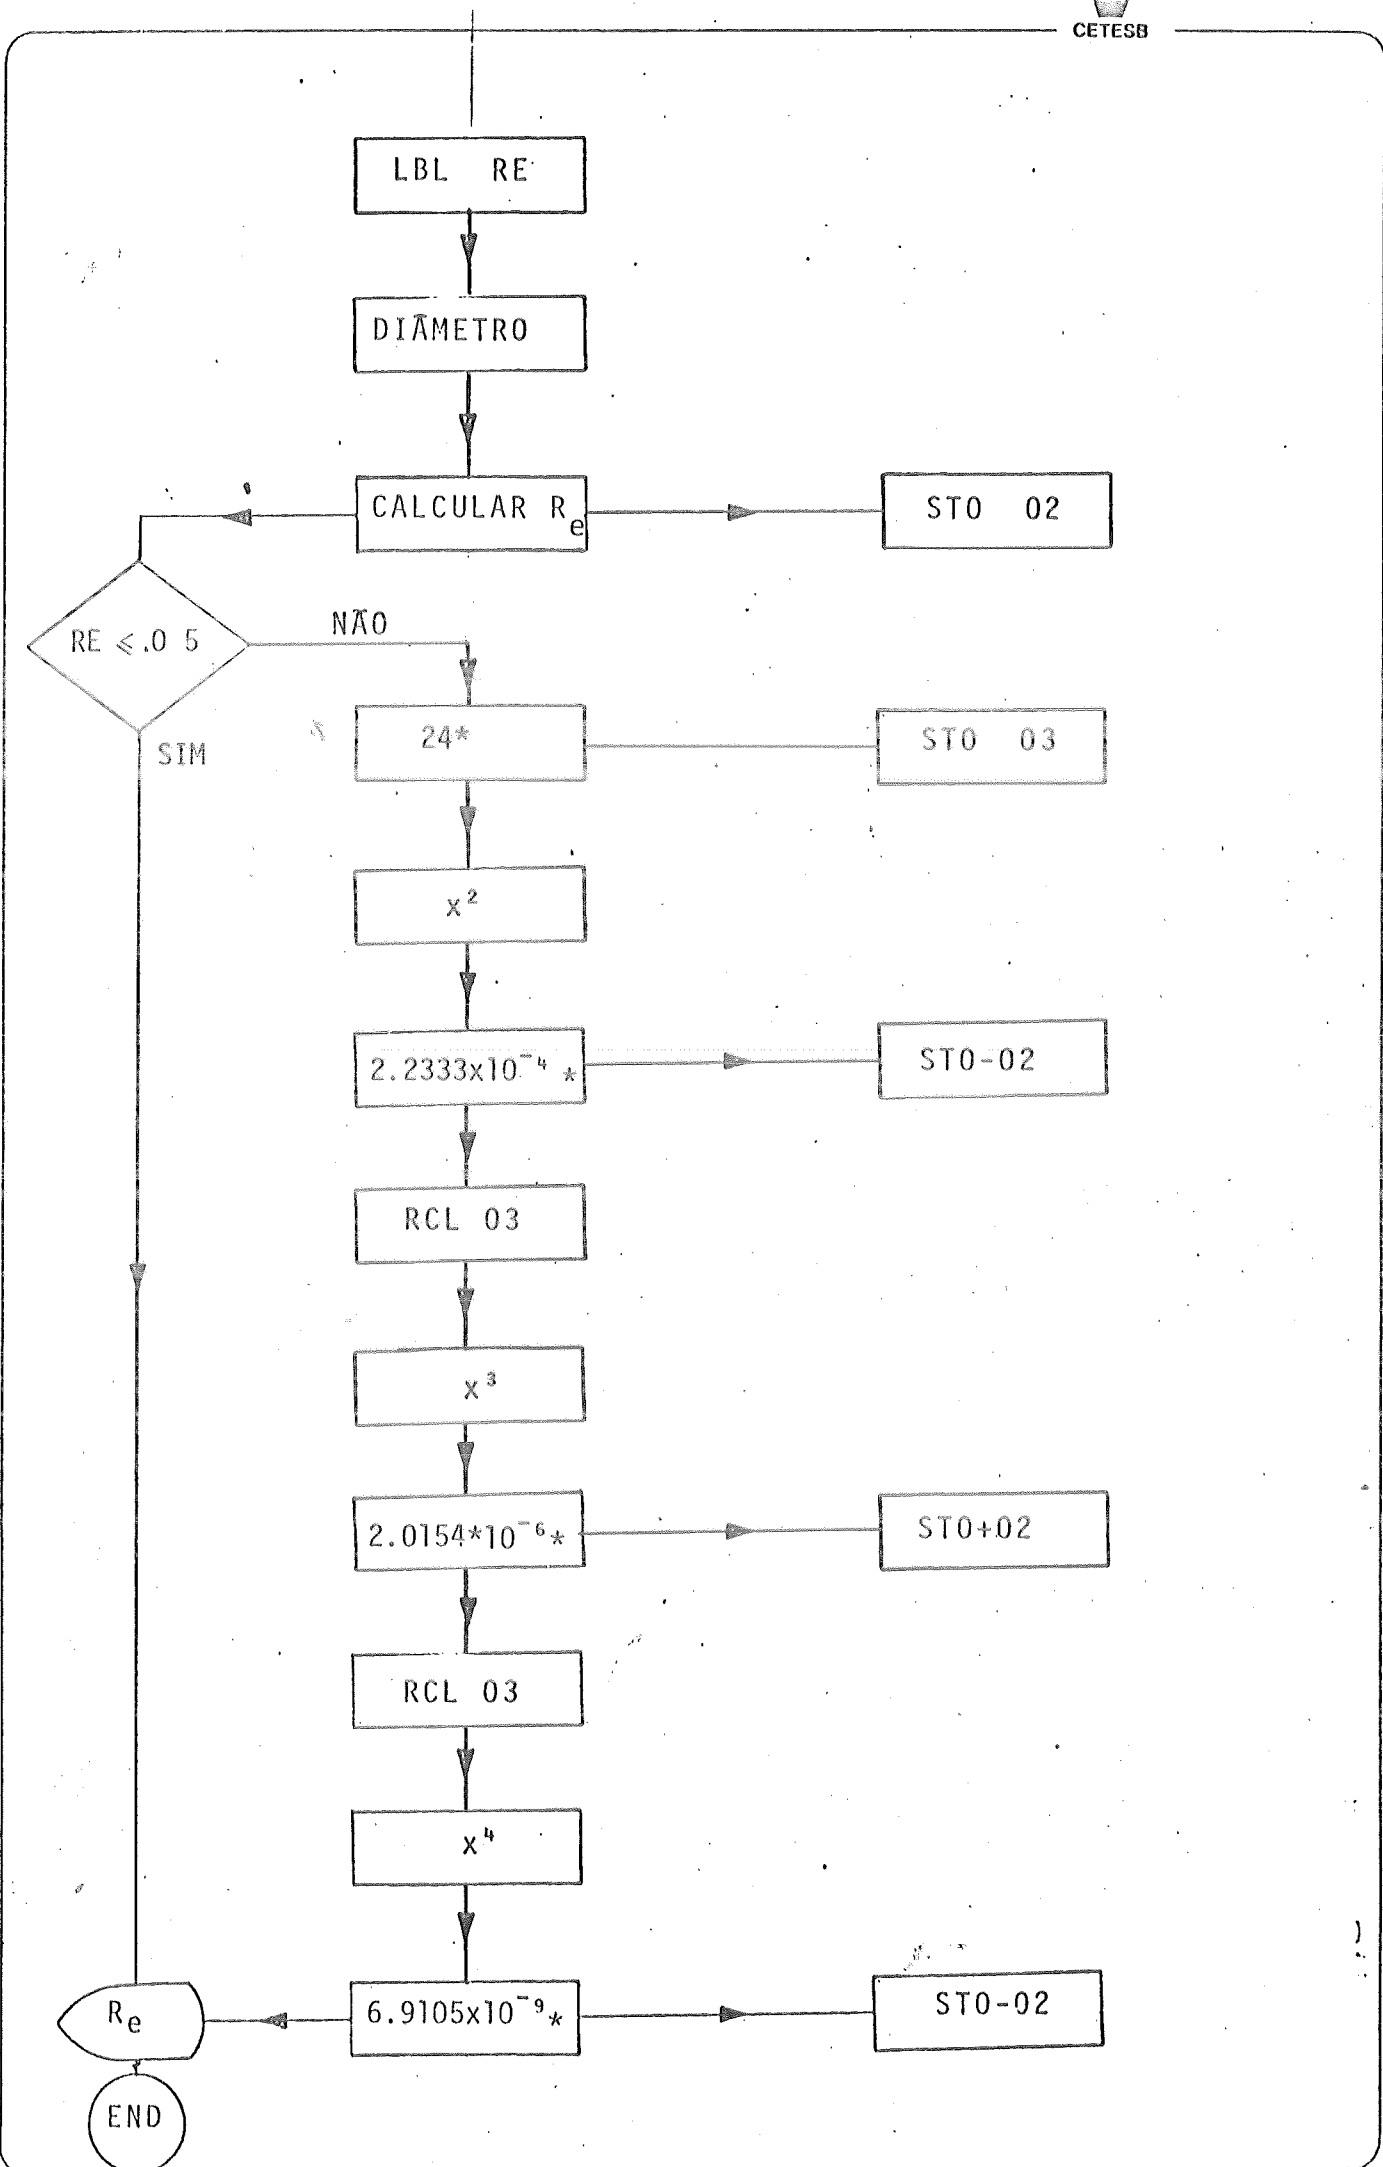 CETESB
LBL RE
DIÂMETRO
CALCULAR Re
STO 02
RE ⩽ .0 5
NÃO
SIM
24*
STO 03
x²
2.2333x10⁻⁴ *
STO-02
RCL 03
x³
2.0154*10⁻⁶*
STO+02
RCL 03
x⁴
6.9105x10⁻⁹*
STO-02
Re
END